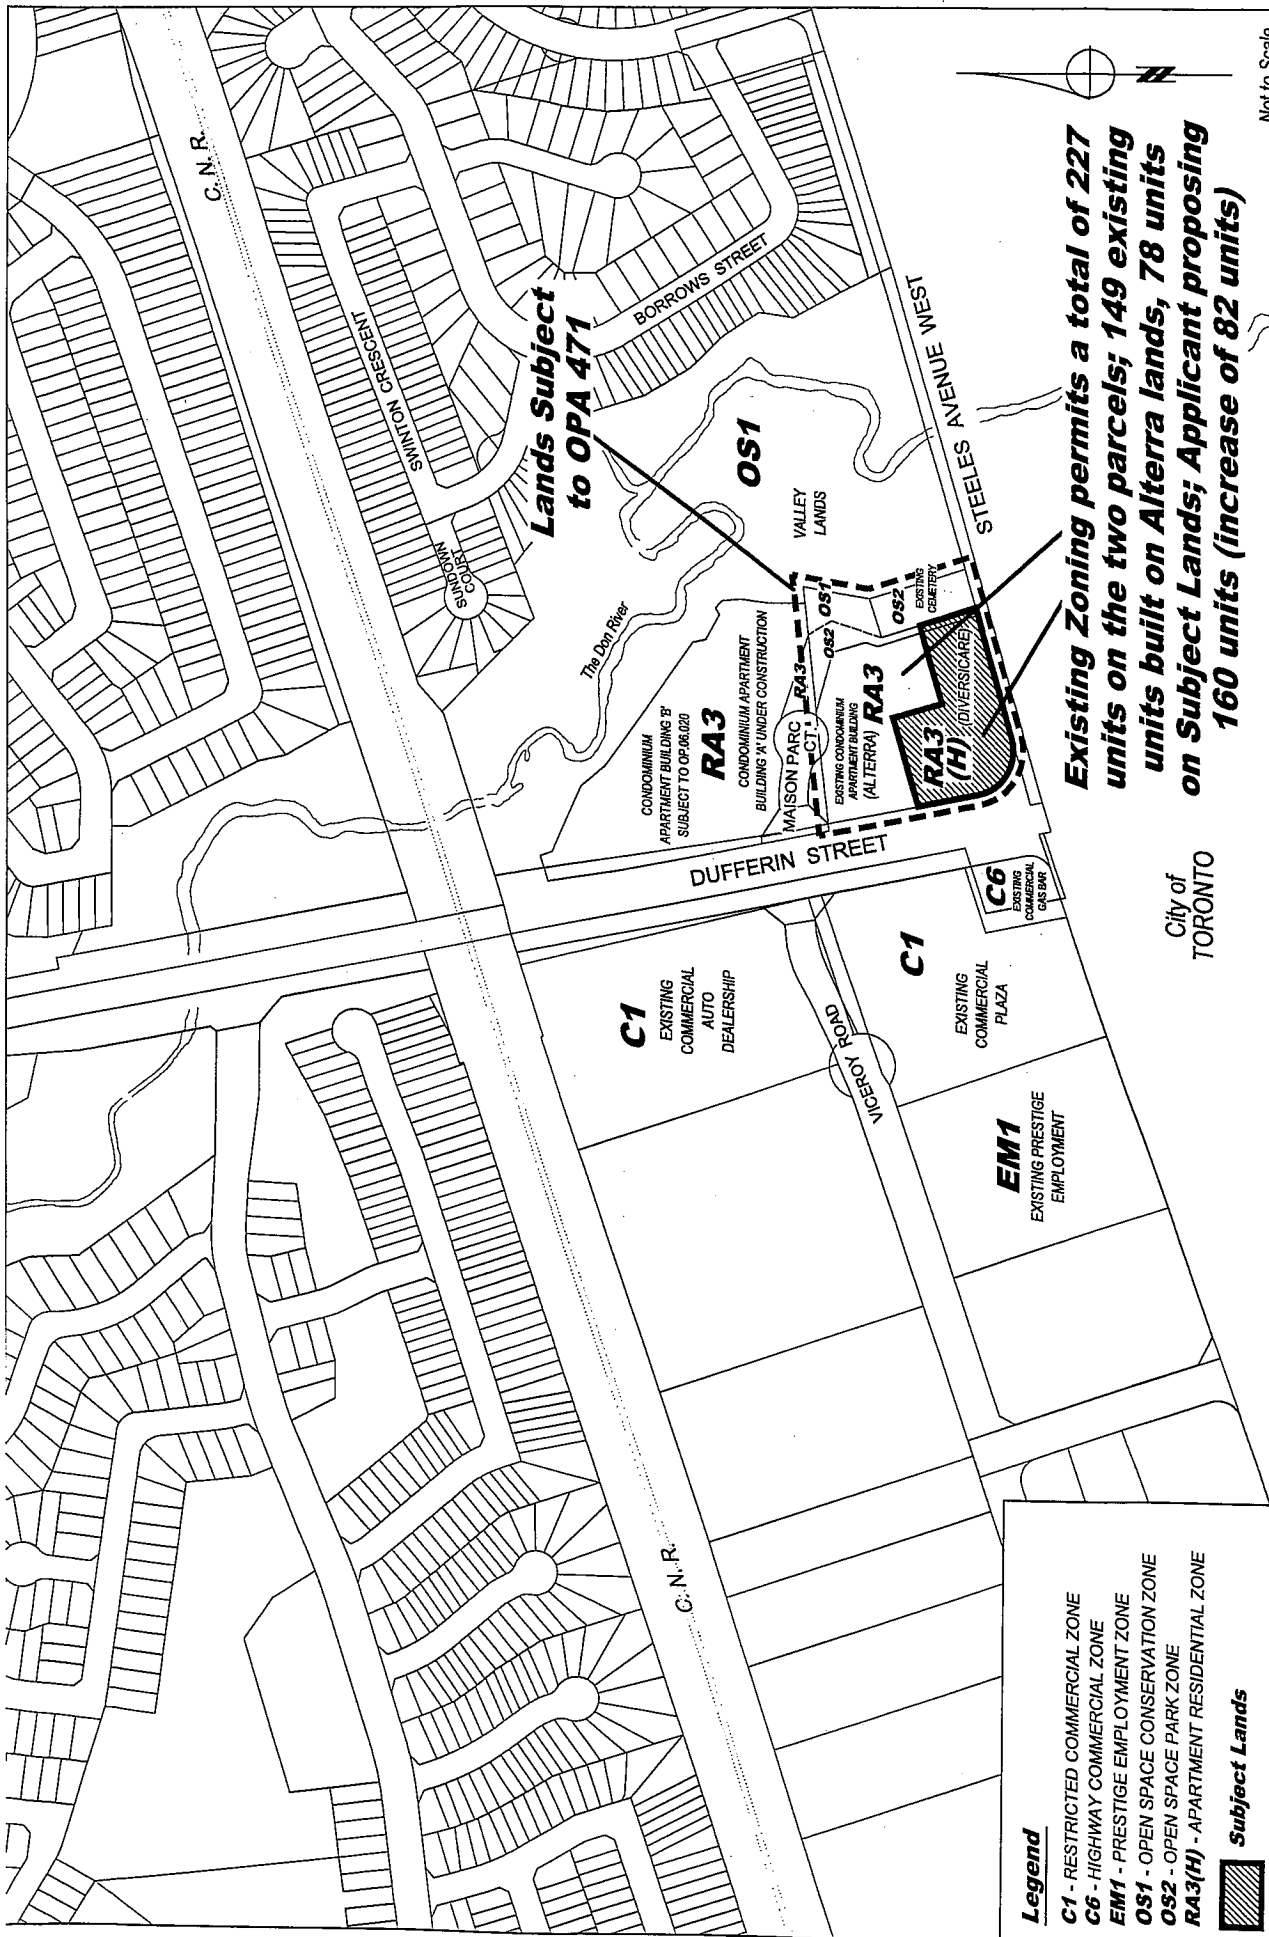 C. N. R.
SWINTON CRESCENT
BORROWS STREET
SUNDOWN
COURT
Lands Subject
to OPA 471
The Don River
OS1
VALLEY
LANDS
STEELES AVENUE WEST
CONDOMINIUM
APARTMENT BUILDING 'B'
SUBJECT TO OP.06.020
RA3
CONDOMINIUM APARTMENT
BUILDING 'A' UNDER CONSTRUCTION
RA3
OS1
OS2
OS2
EXISTING
CEMETERY
MAISON PARC
CT.
EXISTING CONDOMINIUM
APARTMENT BUILDING
(ALTERRA) RA3
RA3
(H) (DIVERSICARE)
DUFFERIN STREET
C6
EXISTING
COMMERCIAL
GAS BAR
C1
EXISTING
COMMERCIAL
AUTO
DEALERSHIP
VICEROY ROAD
C1
EXISTING
COMMERCIAL
PLAZA
EM1
EXISTING PRESTIGE
EMPLOYMENT
C. N. R.
City of
TORONTO
N
Not to Scale
Existing Zoning permits a total of 227
units on the two parcels; 149 existing
units built on Alterra lands, 78 units
on Subject Lands; Applicant proposing
160 units (increase of 82 units)
Legend
C1 - RESTRICTED COMMERCIAL ZONE
C6 - HIGHWAY COMMERCIAL ZONE
EM1 - PRESTIGE EMPLOYMENT ZONE
OS1 - OPEN SPACE CONSERVATION ZONE
OS2 - OPEN SPACE PARK ZONE
RA3(H) - APARTMENT RESIDENTIAL ZONE
Subject Lands